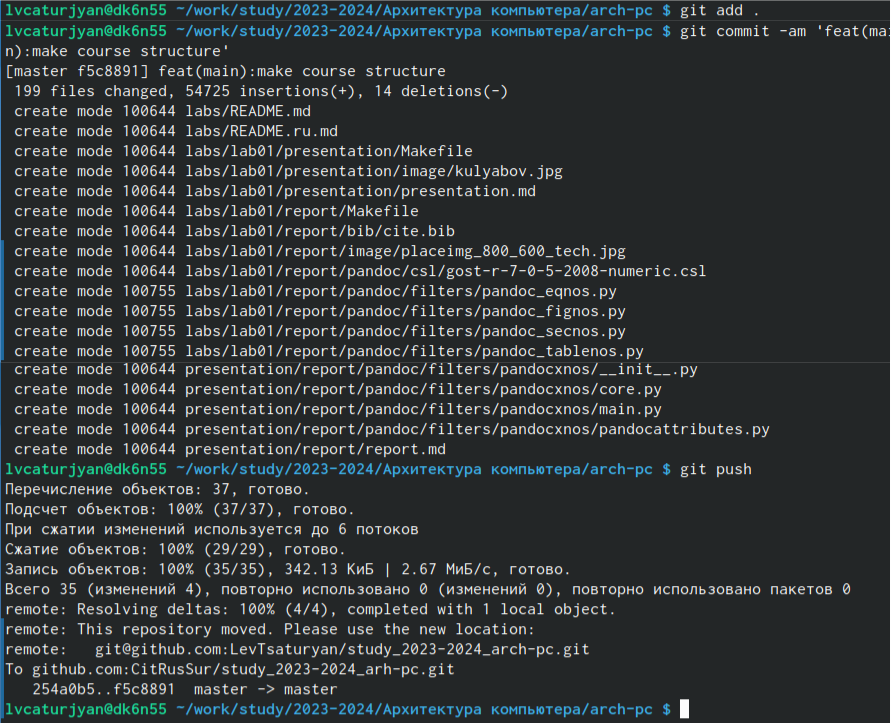 lvcaturjyan@dk6n55 ~/work/study/2023-2024/Архитектура компьютера/arch-pc $ git add .
lvcaturjyan@dk6n55 ~/work/study/2023-2024/Архитектура компьютера/arch-pc $ git commit -am 'feat(mai
n):make course structure'
[master f5c8891] feat(main):make course structure
 199 files changed, 54725 insertions(+), 14 deletions(-)
 create mode 100644 labs/README.md
 create mode 100644 labs/README.ru.md
 create mode 100644 labs/lab01/presentation/Makefile
 create mode 100644 labs/lab01/presentation/image/kulyabov.jpg
 create mode 100644 labs/lab01/presentation/presentation.md
 create mode 100644 labs/lab01/report/Makefile
 create mode 100644 labs/lab01/report/bib/cite.bib
 create mode 100644 labs/lab01/report/image/placeimg_800_600_tech.jpg
 create mode 100644 labs/lab01/report/pandoc/csl/gost-r-7-0-5-2008-numeric.csl
 create mode 100755 labs/lab01/report/pandoc/filters/pandoc_eqnos.py
 create mode 100755 labs/lab01/report/pandoc/filters/pandoc_fignos.py
 create mode 100755 labs/lab01/report/pandoc/filters/pandoc_secnos.py
 create mode 100755 labs/lab01/report/pandoc/filters/pandoc_tablenos.py
 create mode 100644 presentation/report/pandoc/filters/pandocxnos/__init__.py
 create mode 100644 presentation/report/pandoc/filters/pandocxnos/core.py
 create mode 100644 presentation/report/pandoc/filters/pandocxnos/main.py
 create mode 100644 presentation/report/pandoc/filters/pandocxnos/pandocattributes.py
 create mode 100644 presentation/report/report.md
lvcaturjyan@dk6n55 ~/work/study/2023-2024/Архитектура компьютера/arch-pc $ git push
Перечисление объектов: 37, готово.
Подсчет объектов: 100% (37/37), готово.
При сжатии изменений используется до 6 потоков
Сжатие объектов: 100% (29/29), готово.
Запись объектов: 100% (35/35), 342.13 КиБ | 2.67 МиБ/с, готово.
Всего 35 (изменений 4), повторно использовано 0 (изменений 0), повторно использовано пакетов 0
remote: Resolving deltas: 100% (4/4), completed with 1 local object.
remote: This repository moved. Please use the new location:
remote:   git@github.com:LevTsaturyan/study_2023-2024_arch-pc.git
To github.com:CitRusSur/study_2023-2024_arh-pc.git
   254a0b5..f5c8891  master -> master
lvcaturjyan@dk6n55 ~/work/study/2023-2024/Архитектура компьютера/arch-pc $